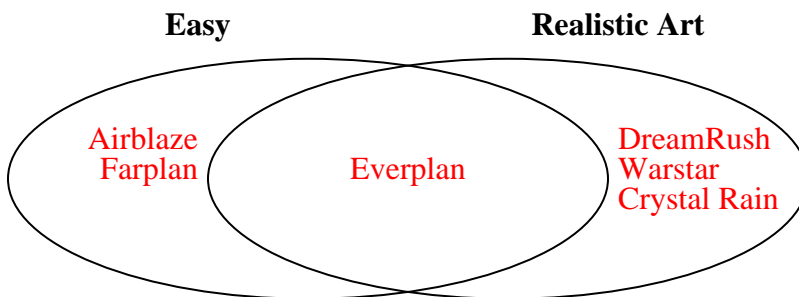 Easy
Realistic Art
Airblaze
Farplan
Everplan
DreamRush
Warstar
Crystal Rain